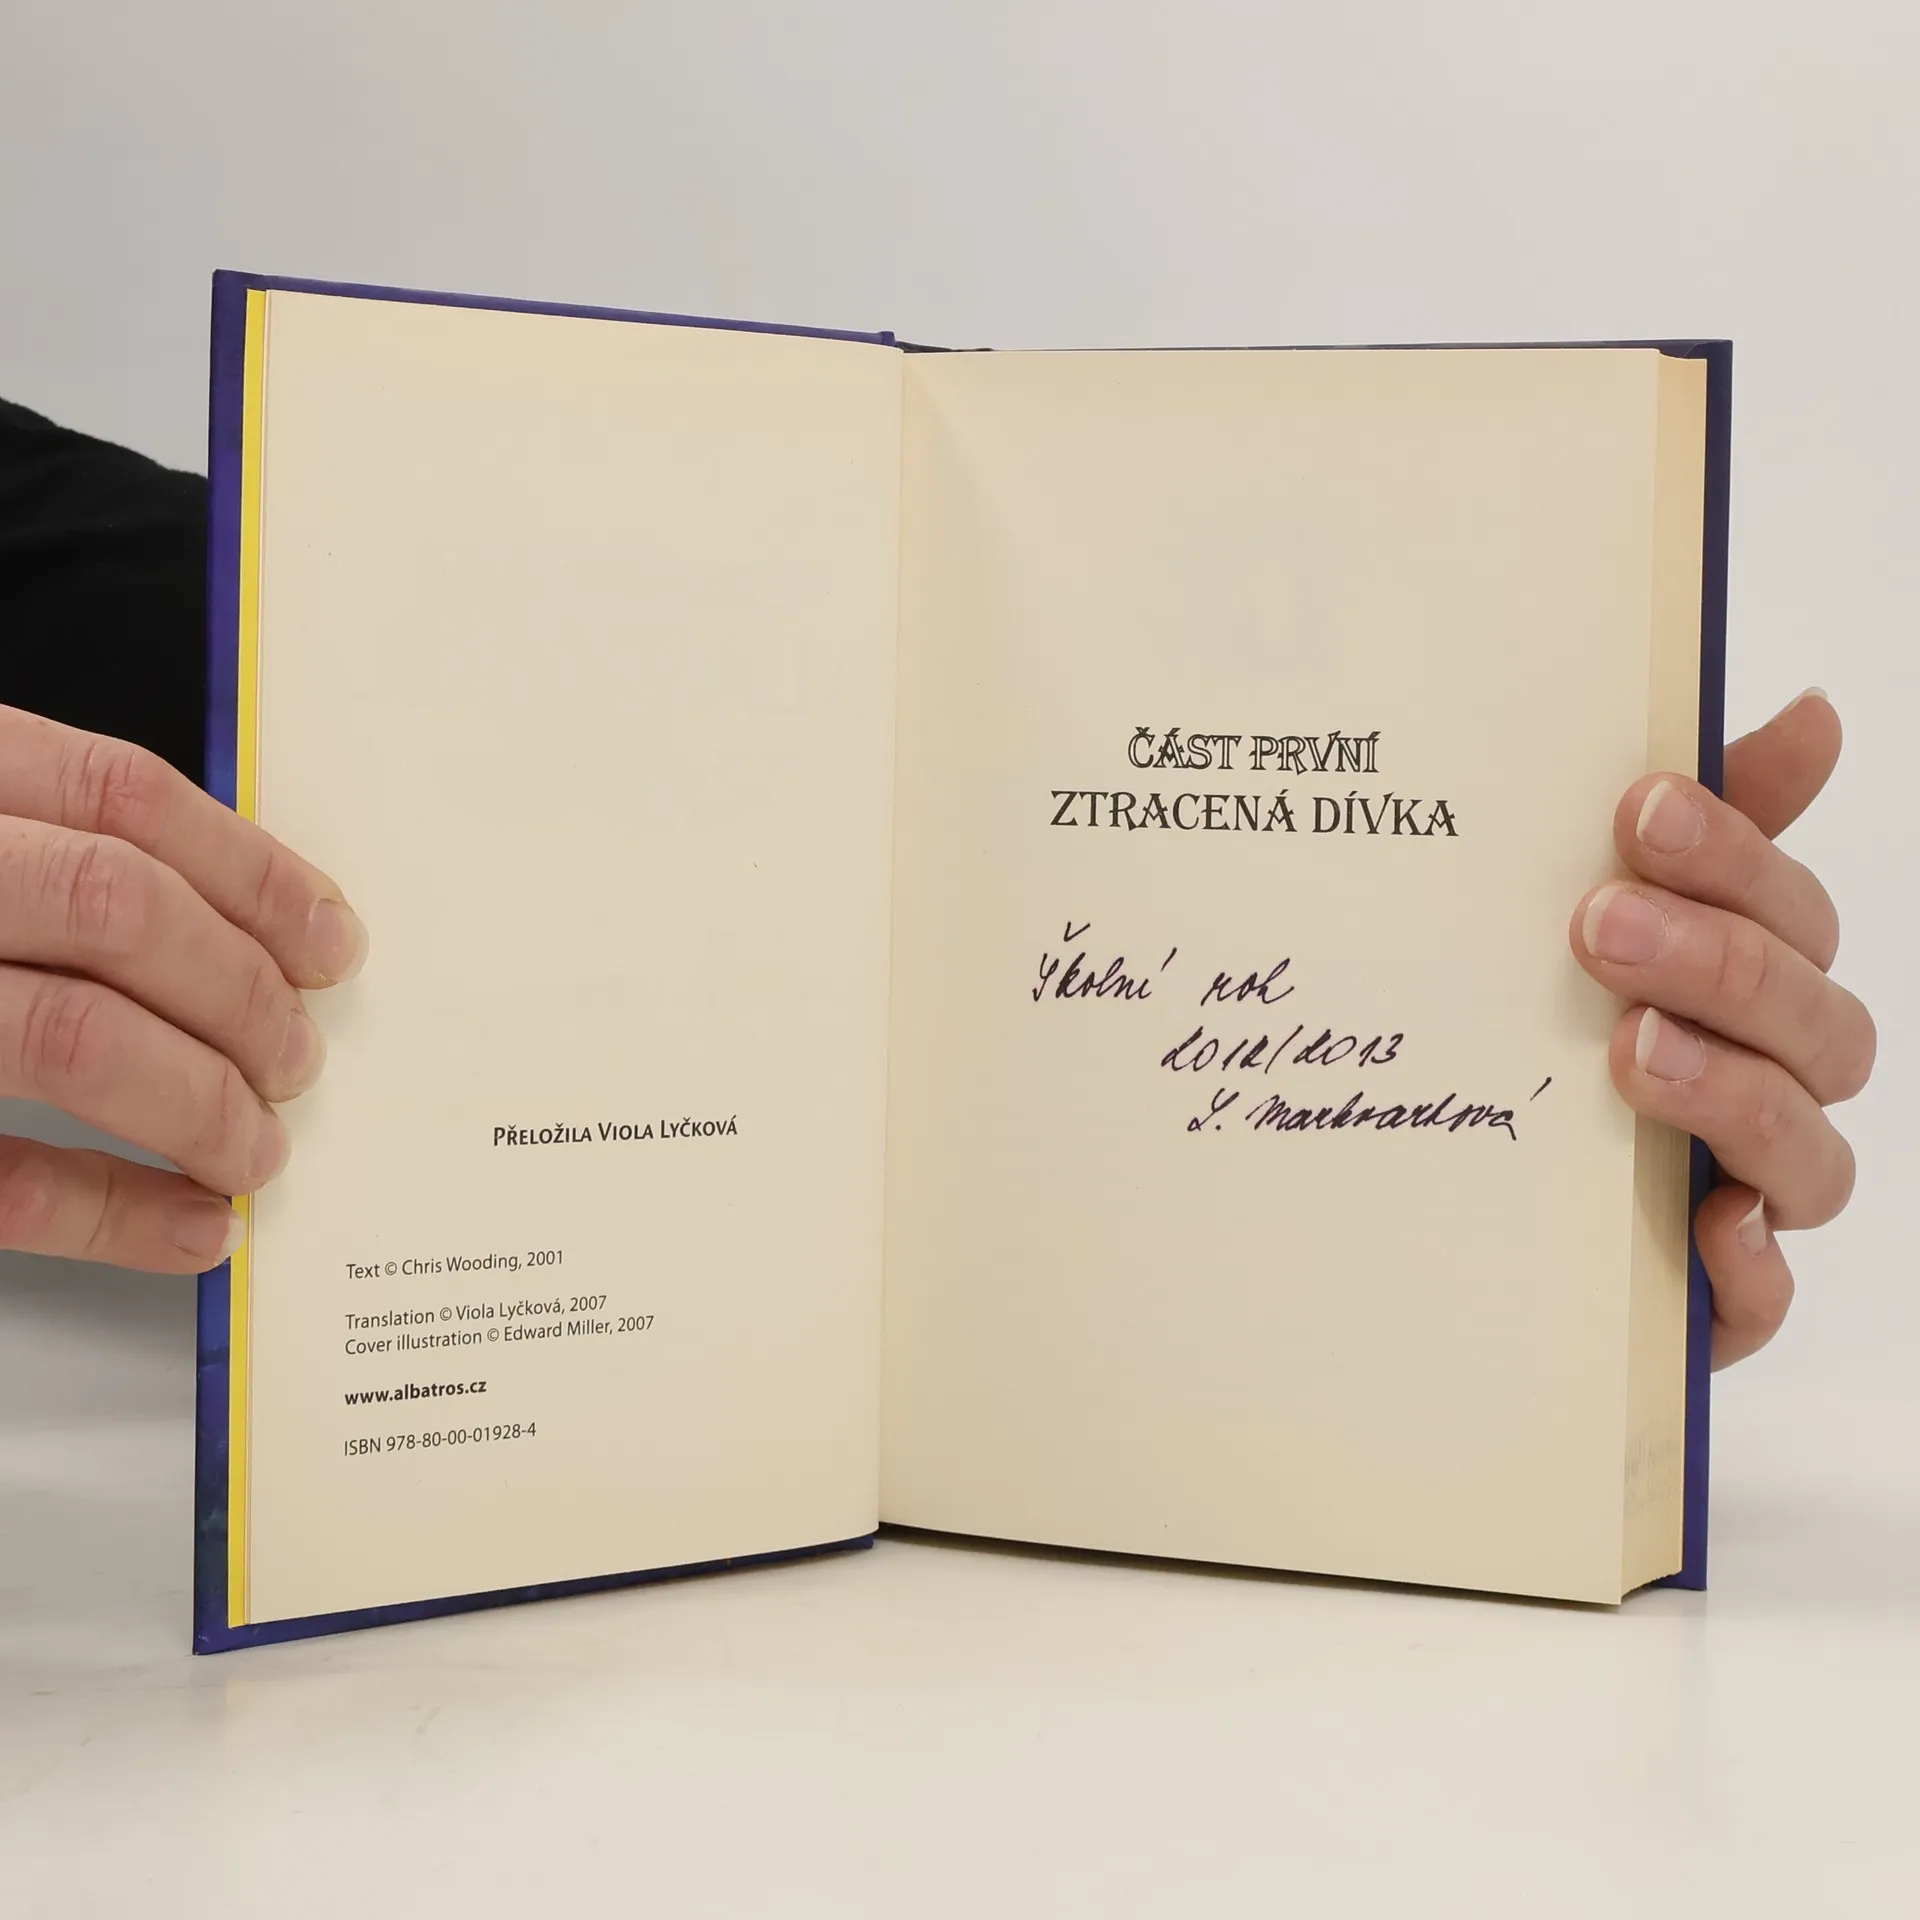 PŘELOŽILA VIOLA LYČKOVÁ
Text © Chris Wooding, 2001
Translation © Viola Lyčková, 2007
Cover illustration © Edward Miller, 2007
www.albatros.cz
ISBN 978-80-00-01928-4
ČÁST PRVNÍ
ZTRACENÁ DÍVKA
Školní rok
2012/2013
L. Markvartová